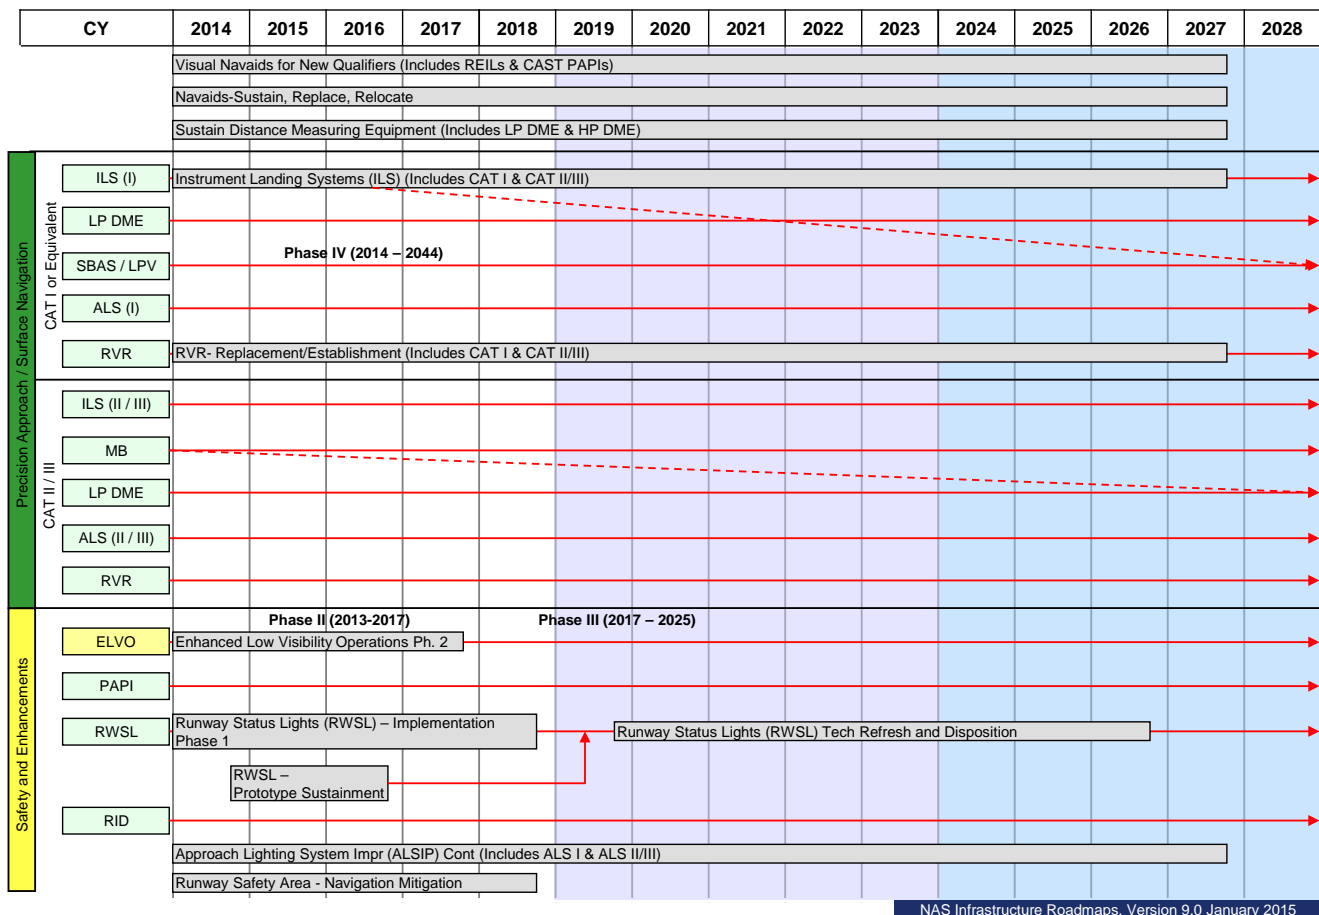 CY 2014 2015 2016 2017 2018 2019 2020 2021 2022 2023 2024 2025 2026 2027 2028
Visual Navaids for New Qualifiers (Includes REILs & CAST PAPIs)
Navaids-Sustain, Replace, Relocate
Sustain Distance Measuring Equipment (Includes LP DME & HP DME)
Precision Approach / Surface Navigation
CAT I or Equivalent
ILS (I)
Instrument Landing Systems (ILS) (Includes CAT I & CAT II/III)
LP DME
Phase IV (2014 – 2044)
SBAS / LPV
ALS (I)
RVR
RVR- Replacement/Establishment (Includes CAT I & CAT II/III)
CAT II / III
ILS (II / III)
MB
LP DME
ALS (II / III)
RVR
Safety and Enhancements
Phase II (2013-2017)
Phase III (2017 – 2025)
ELVO
Enhanced Low Visibility Operations Ph. 2
PAPI
RWSL
Runway Status Lights (RWSL) – Implementation
Phase 1
Runway Status Lights (RWSL) Tech Refresh and Disposition
RWSL –
Prototype Sustainment
RID
Approach Lighting System Impr (ALSIP) Cont (Includes ALS I & ALS II/III)
Runway Safety Area - Navigation Mitigation
NAS Infrastructure Roadmaps, Version 9.0 January 2015